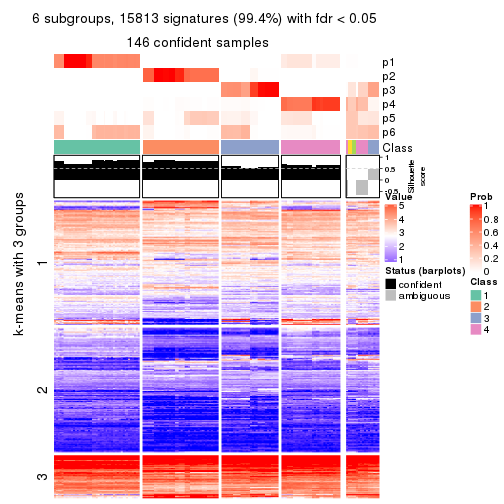 6 subgroups, 15813 signatures (99.4%) with fdr < 0.05
146 confident samples
p1
p2
p3
p4
p5
p6
Class
1
0.5
0
-0.5
Silhouette
score
k-means with 3 groups
1
2
3
Value
5
4
3
2
1
Status (barplots)
confident
ambiguous
Prob
1
0.8
0.6
0.4
0.2
0
Class
1
2
3
4